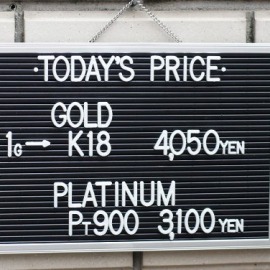 ·TODAY'S PRICE·
GOLD
1G→ K18 4,050YEN
PLATINUM
PT900 3,100YEN